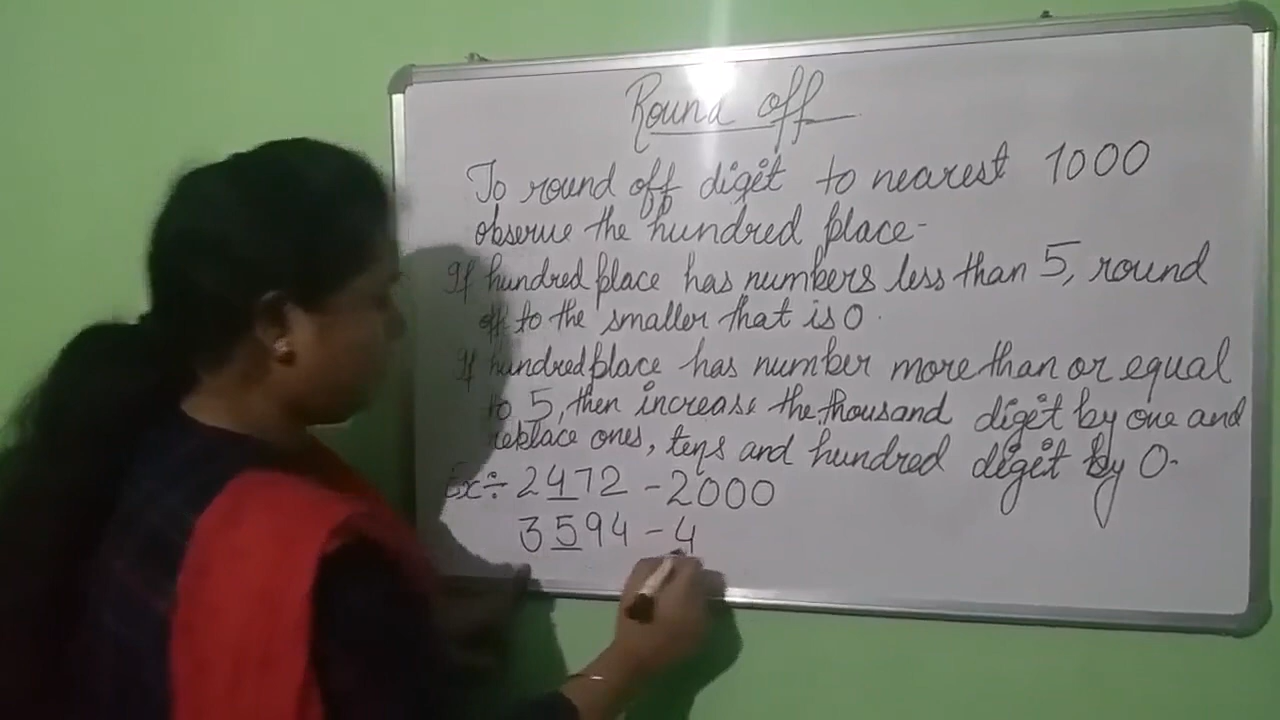 Round off
To round off digit to nearest 1000
observe the hundred place-
If hundred place has numbers less than 5, round
off to the smaller that is 0.
If hundred place has number more than or equal
to 5, then increase the thousand digit by one and
replace ones, tens and hundred digit by 0.
Ex÷ 2472 - 2000
3594 - 4